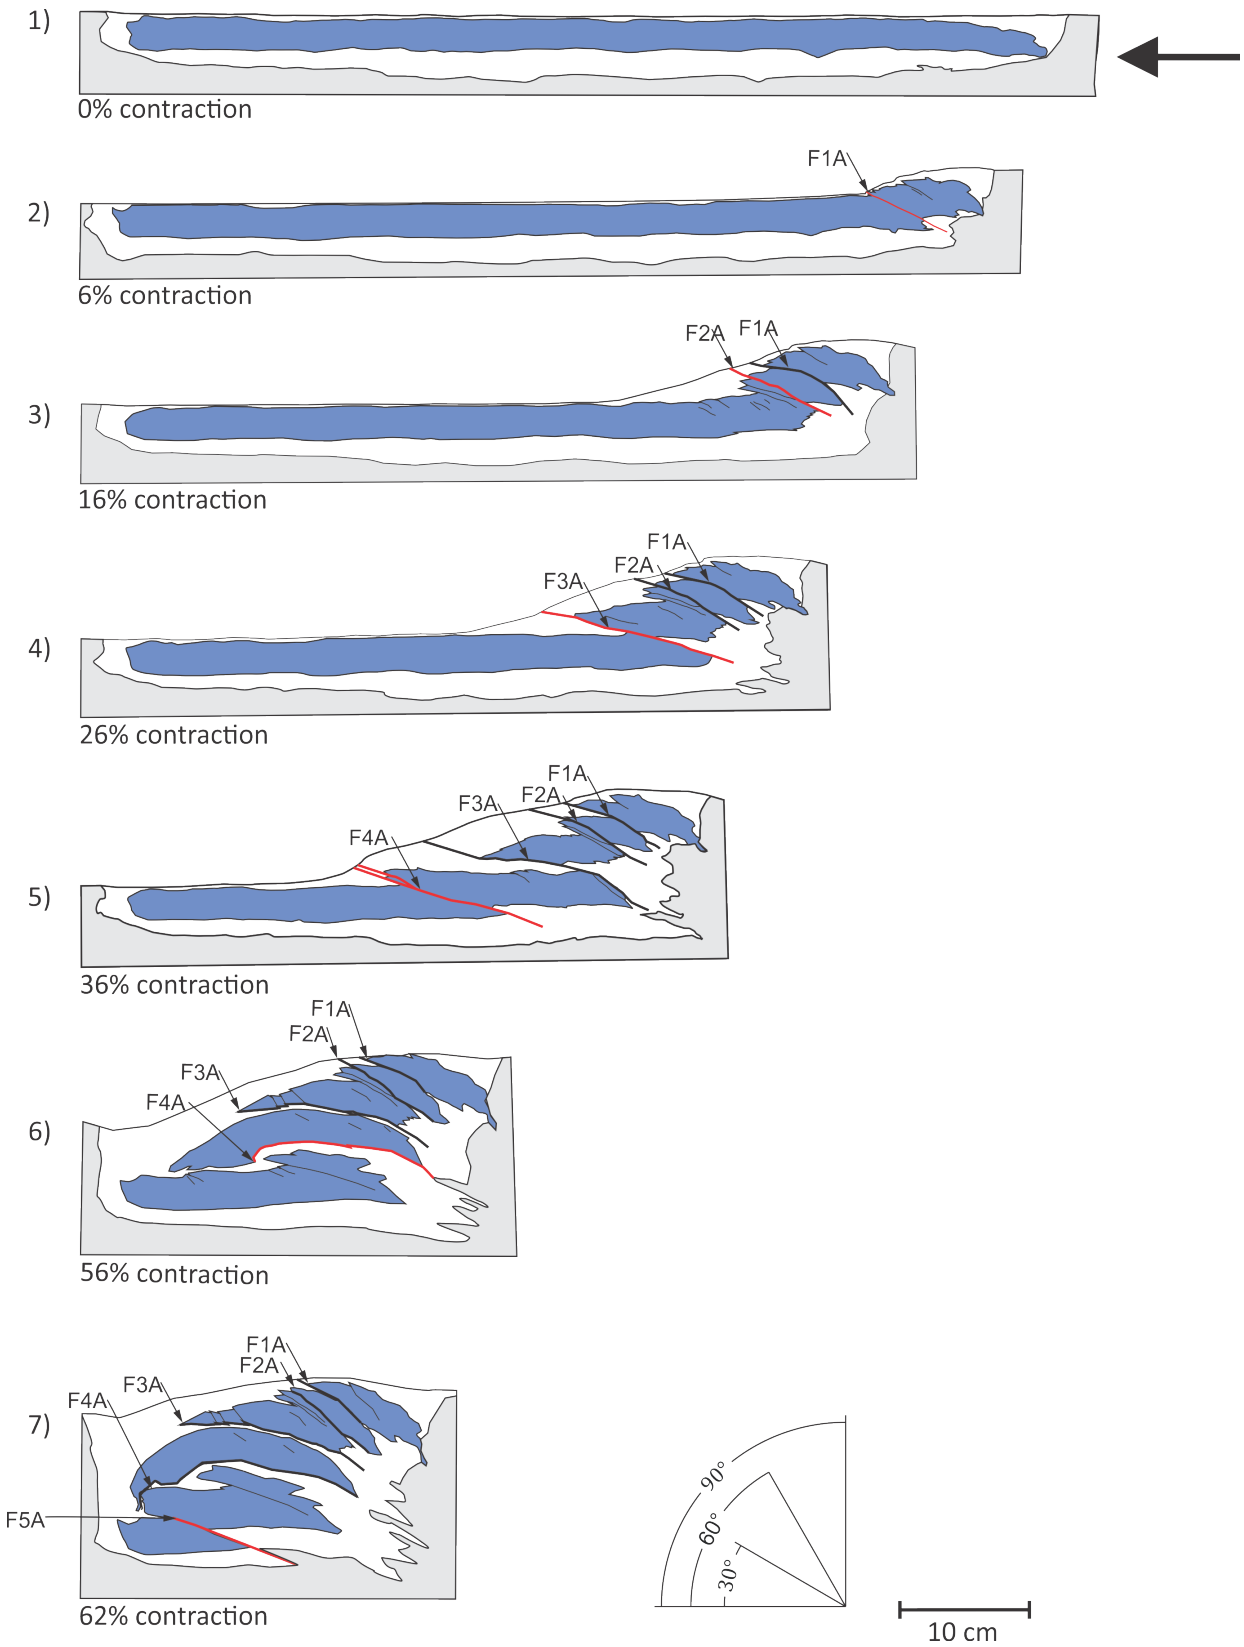 1)
0% contraction
F1A
2)
6% contraction
F2A F1A
3)
16% contraction
F1A
F2A
F3A
4)
26% contraction
F1A
F2A
F3A
F4A
5)
36% contraction
F1A
F2A
F3A
F4A
6)
56% contraction
F1A
F2A
F3A
F4A
7)
F5A
62% contraction
90°
60°
30°
10 cm